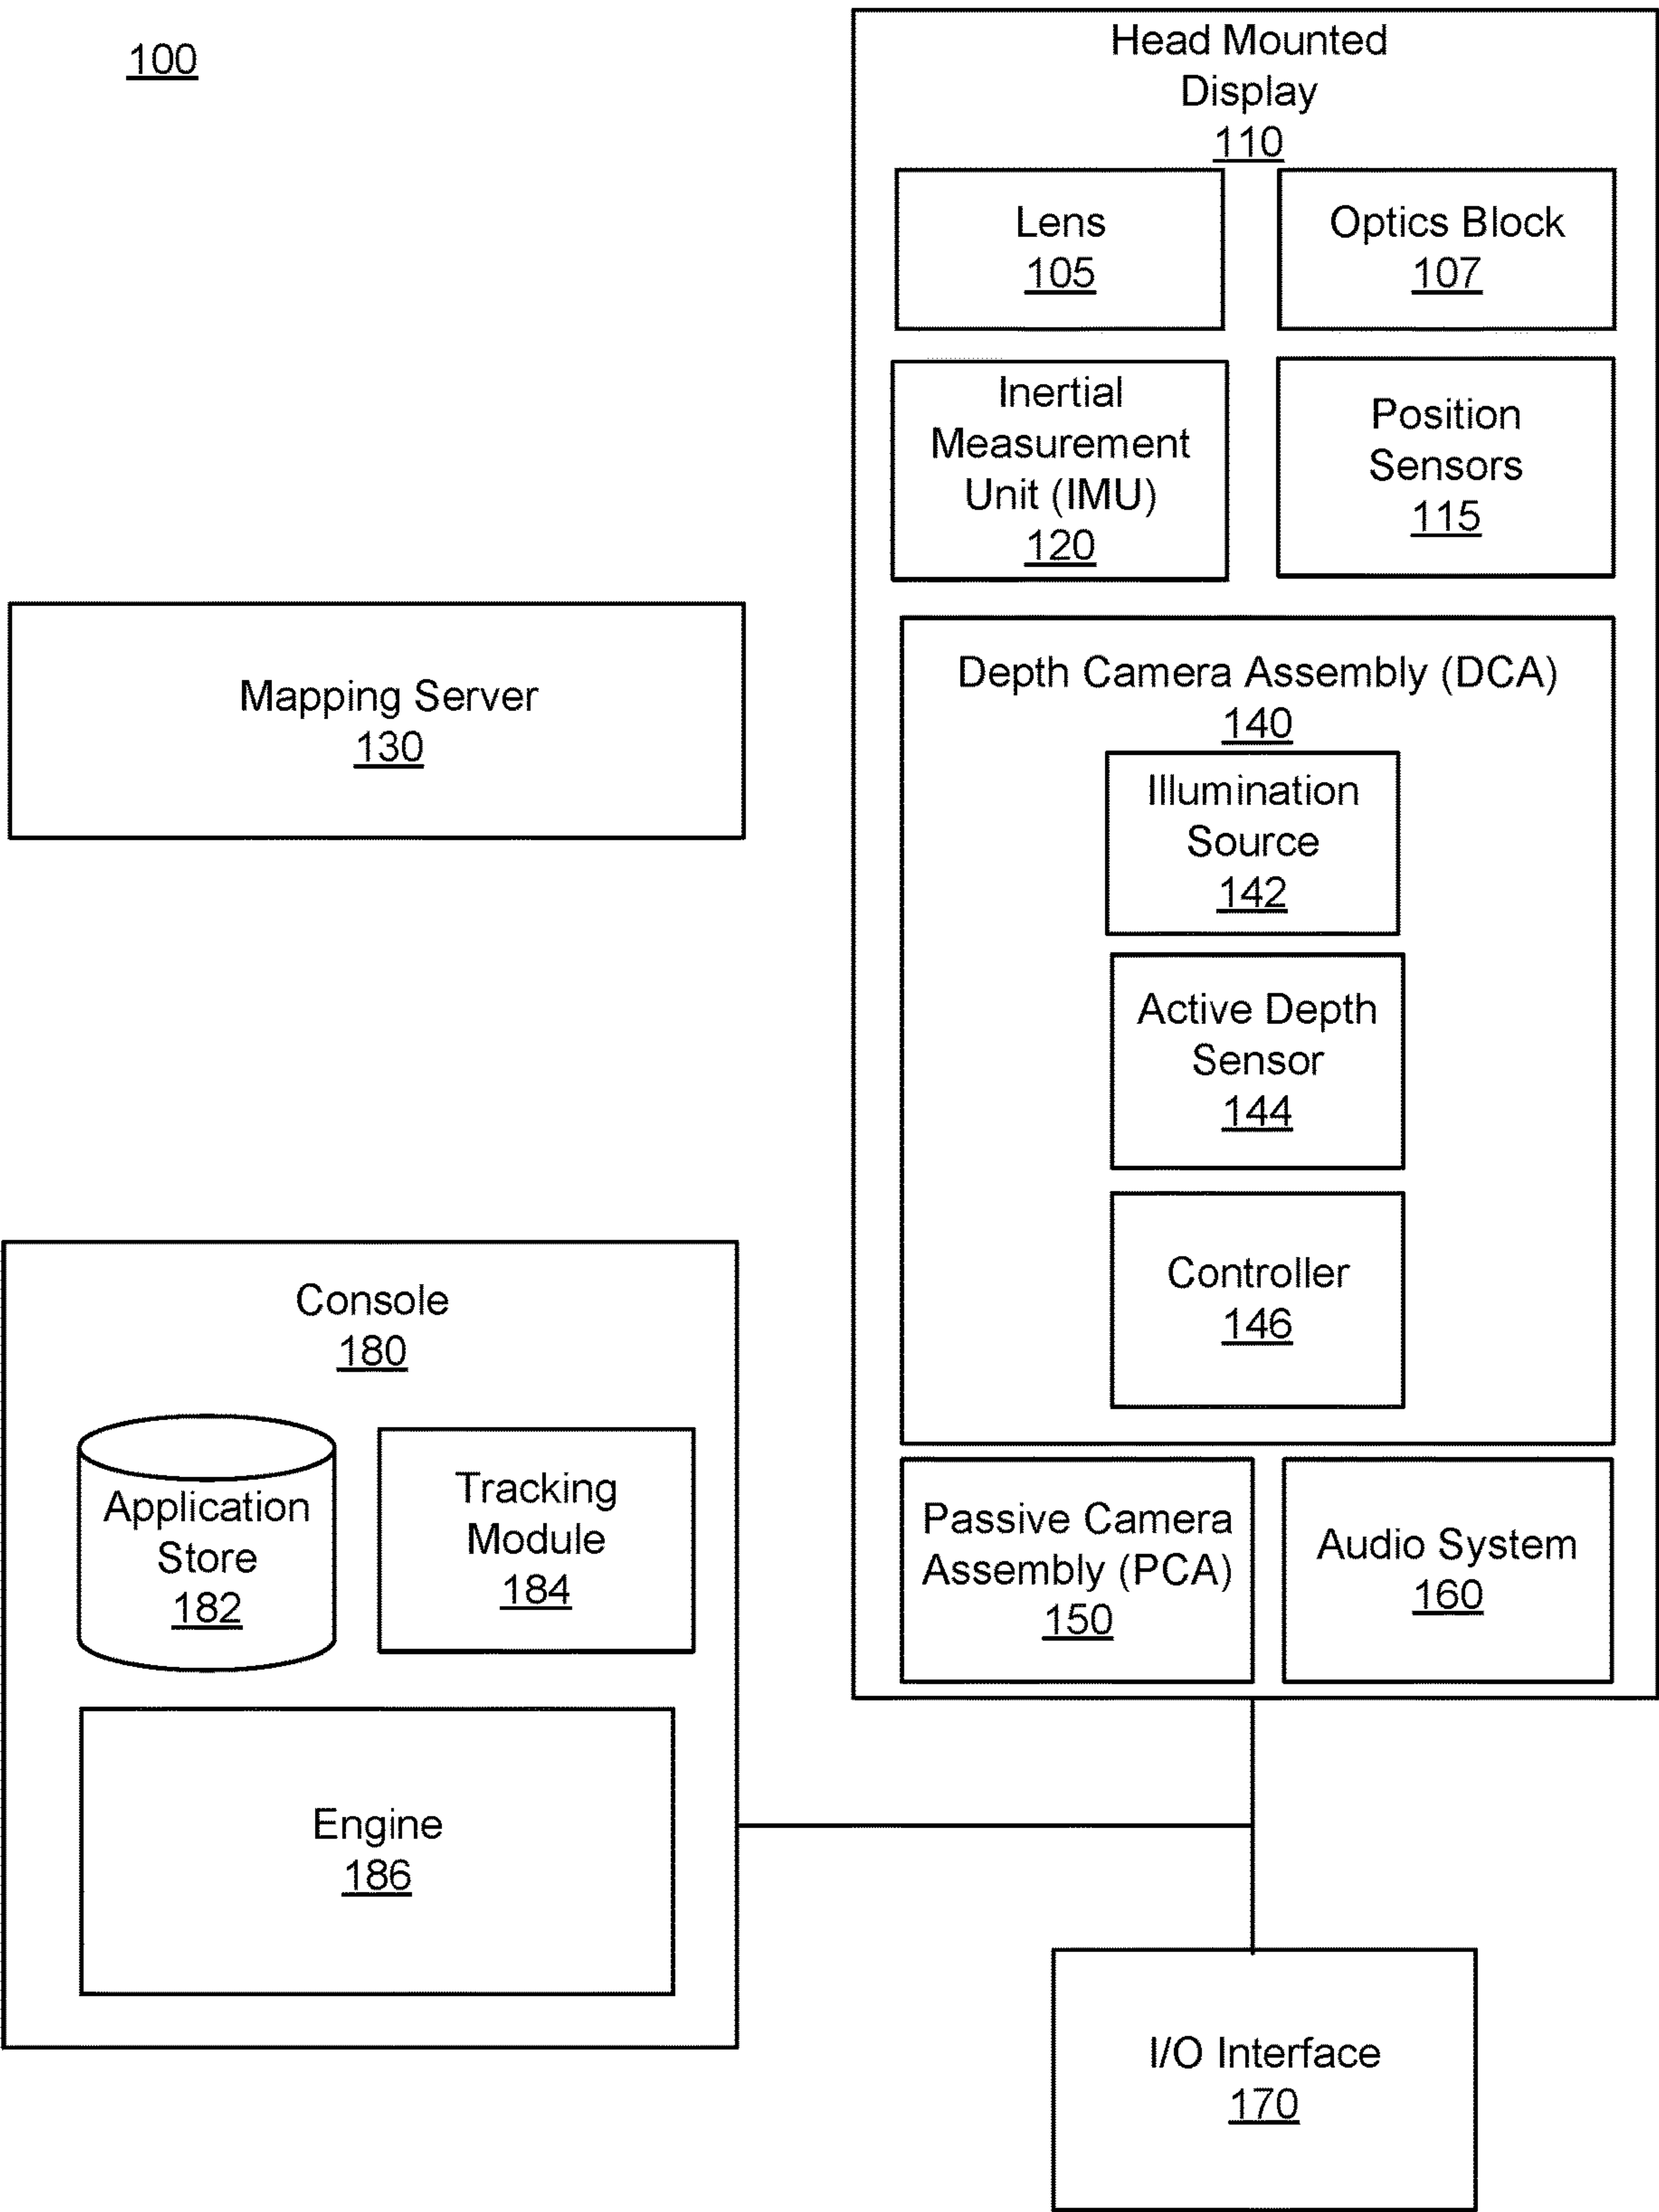 100
Head Mounted
Display
110
Lens
105
Optics Block
107
Inertial
Measurement
Unit (IMU)
120
Position
Sensors
115
Mapping Server
130
Depth Camera Assembly (DCA)
140
Illumination
Source
142
Active Depth
Sensor
144
Controller
146
Console
180
Application
Store
182
Tracking
Module
184
Engine
186
Passive Camera
Assembly (PCA)
150
Audio System
160
I/O Interface
170